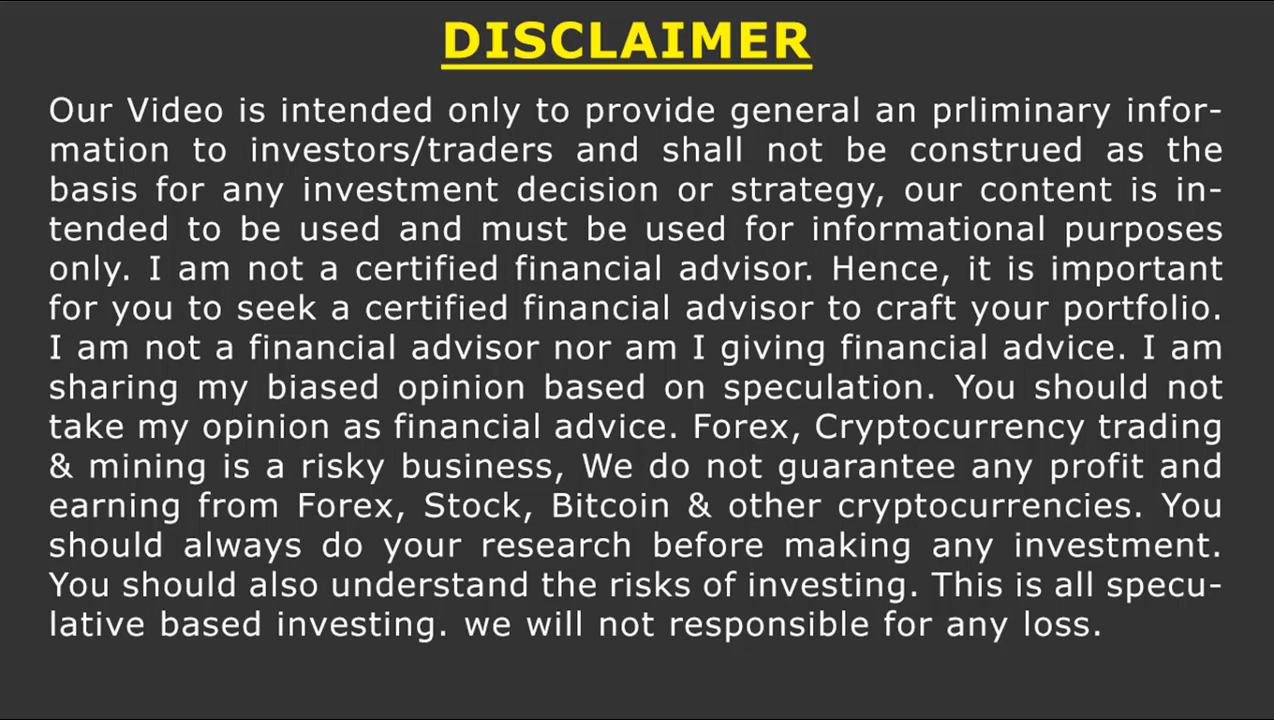 DISCLAIMER
Our Video is intended only to provide general an prliminary infor-
mation to investors/traders and shall not be construed as the
basis for any investment decision or strategy, our content is in-
tended to be used and must be used for informational purposes
only. I am not a certified financial advisor. Hence, it is important
for you to seek a certified financial advisor to craft your portfolio.
I am not a financial advisor nor am I giving financial advice. I am
sharing my biased opinion based on speculation. You should not
take my opinion as financial advice. Forex, Cryptocurrency trading
& mining is a risky business, We do not guarantee any profit and
earning from Forex, Stock, Bitcoin & other cryptocurrencies. You
should always do your research before making any investment.
You should also understand the risks of investing. This is all specu-
lative based investing. we will not responsible for any loss.